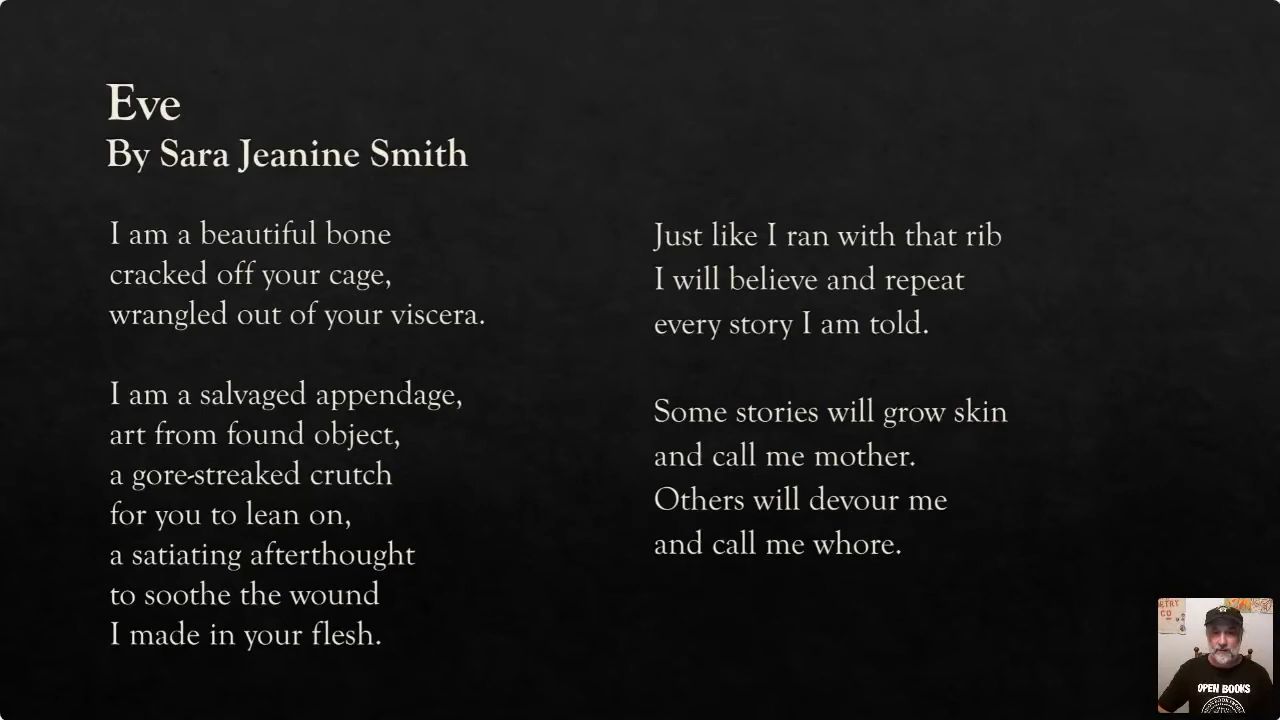 Eve
By Sara Jeanine Smith
I am a beautiful bone
cracked off your cage,
wrangled out of your viscera.
I am a salvaged appendage,
art from found object,
a gore-streaked crutch
for you to lean on,
a satiating afterthought
to soothe the wound
I made in your flesh.
Just like I ran with that rib
I will believe and repeat
every story I am told.
Some stories will grow skin
and call me mother.
Others will devour me
and call me whore.
OPEN BOOKS